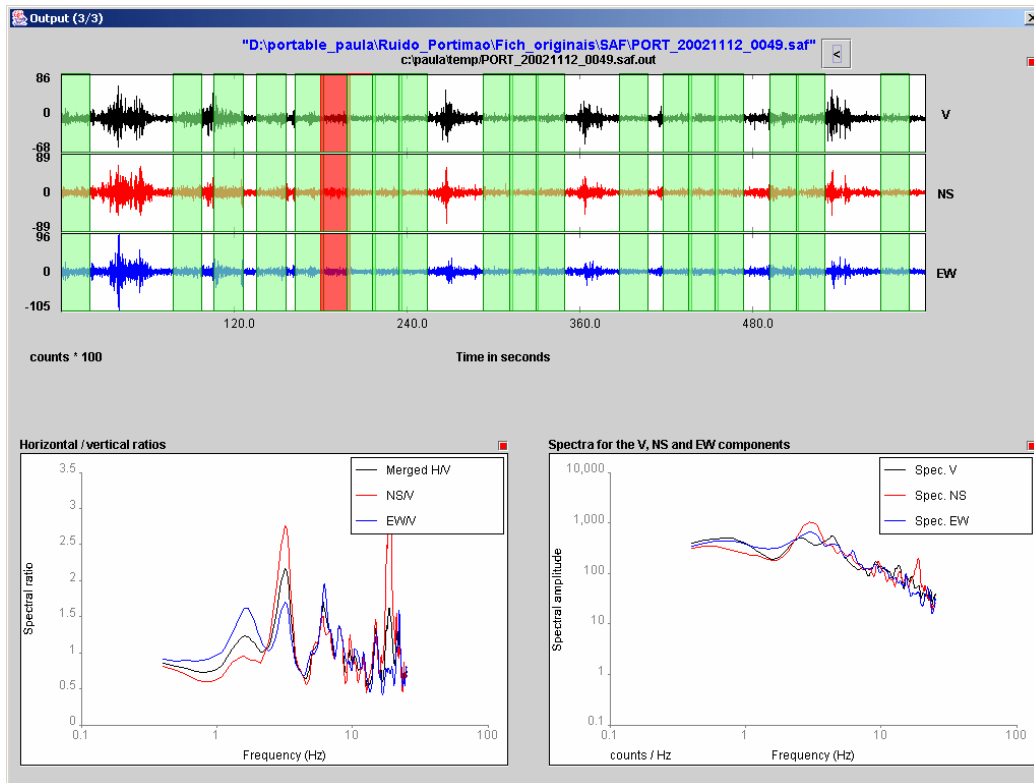 Output (3/3)
"D:\portable_paula\Ruido_Portimao\Fich_originais\SAF\PORT_20021112_0049.saf"
c:\paula\temp/PORT_20021112_0049.saf.out
<
86
0
-68
V
89
0
-89
NS
96
0
-105
EW
120.0 240.0 360.0 480.0
counts * 100
Time in seconds
Horizontal / vertical ratios
Merged H/V
NS/V
EW/V
3.5
3
2.5
2
1.5
1
0.5
0
Spectral ratio
0.1 1 10 100
Frequency (Hz)
Spectra for the V, NS and EW components
Spec. V
Spec. NS
Spec. EW
10,000
1,000
100
10
1
0.1
Spectral amplitude
0.1 1 10 100
counts / Hz
Frequency (Hz)